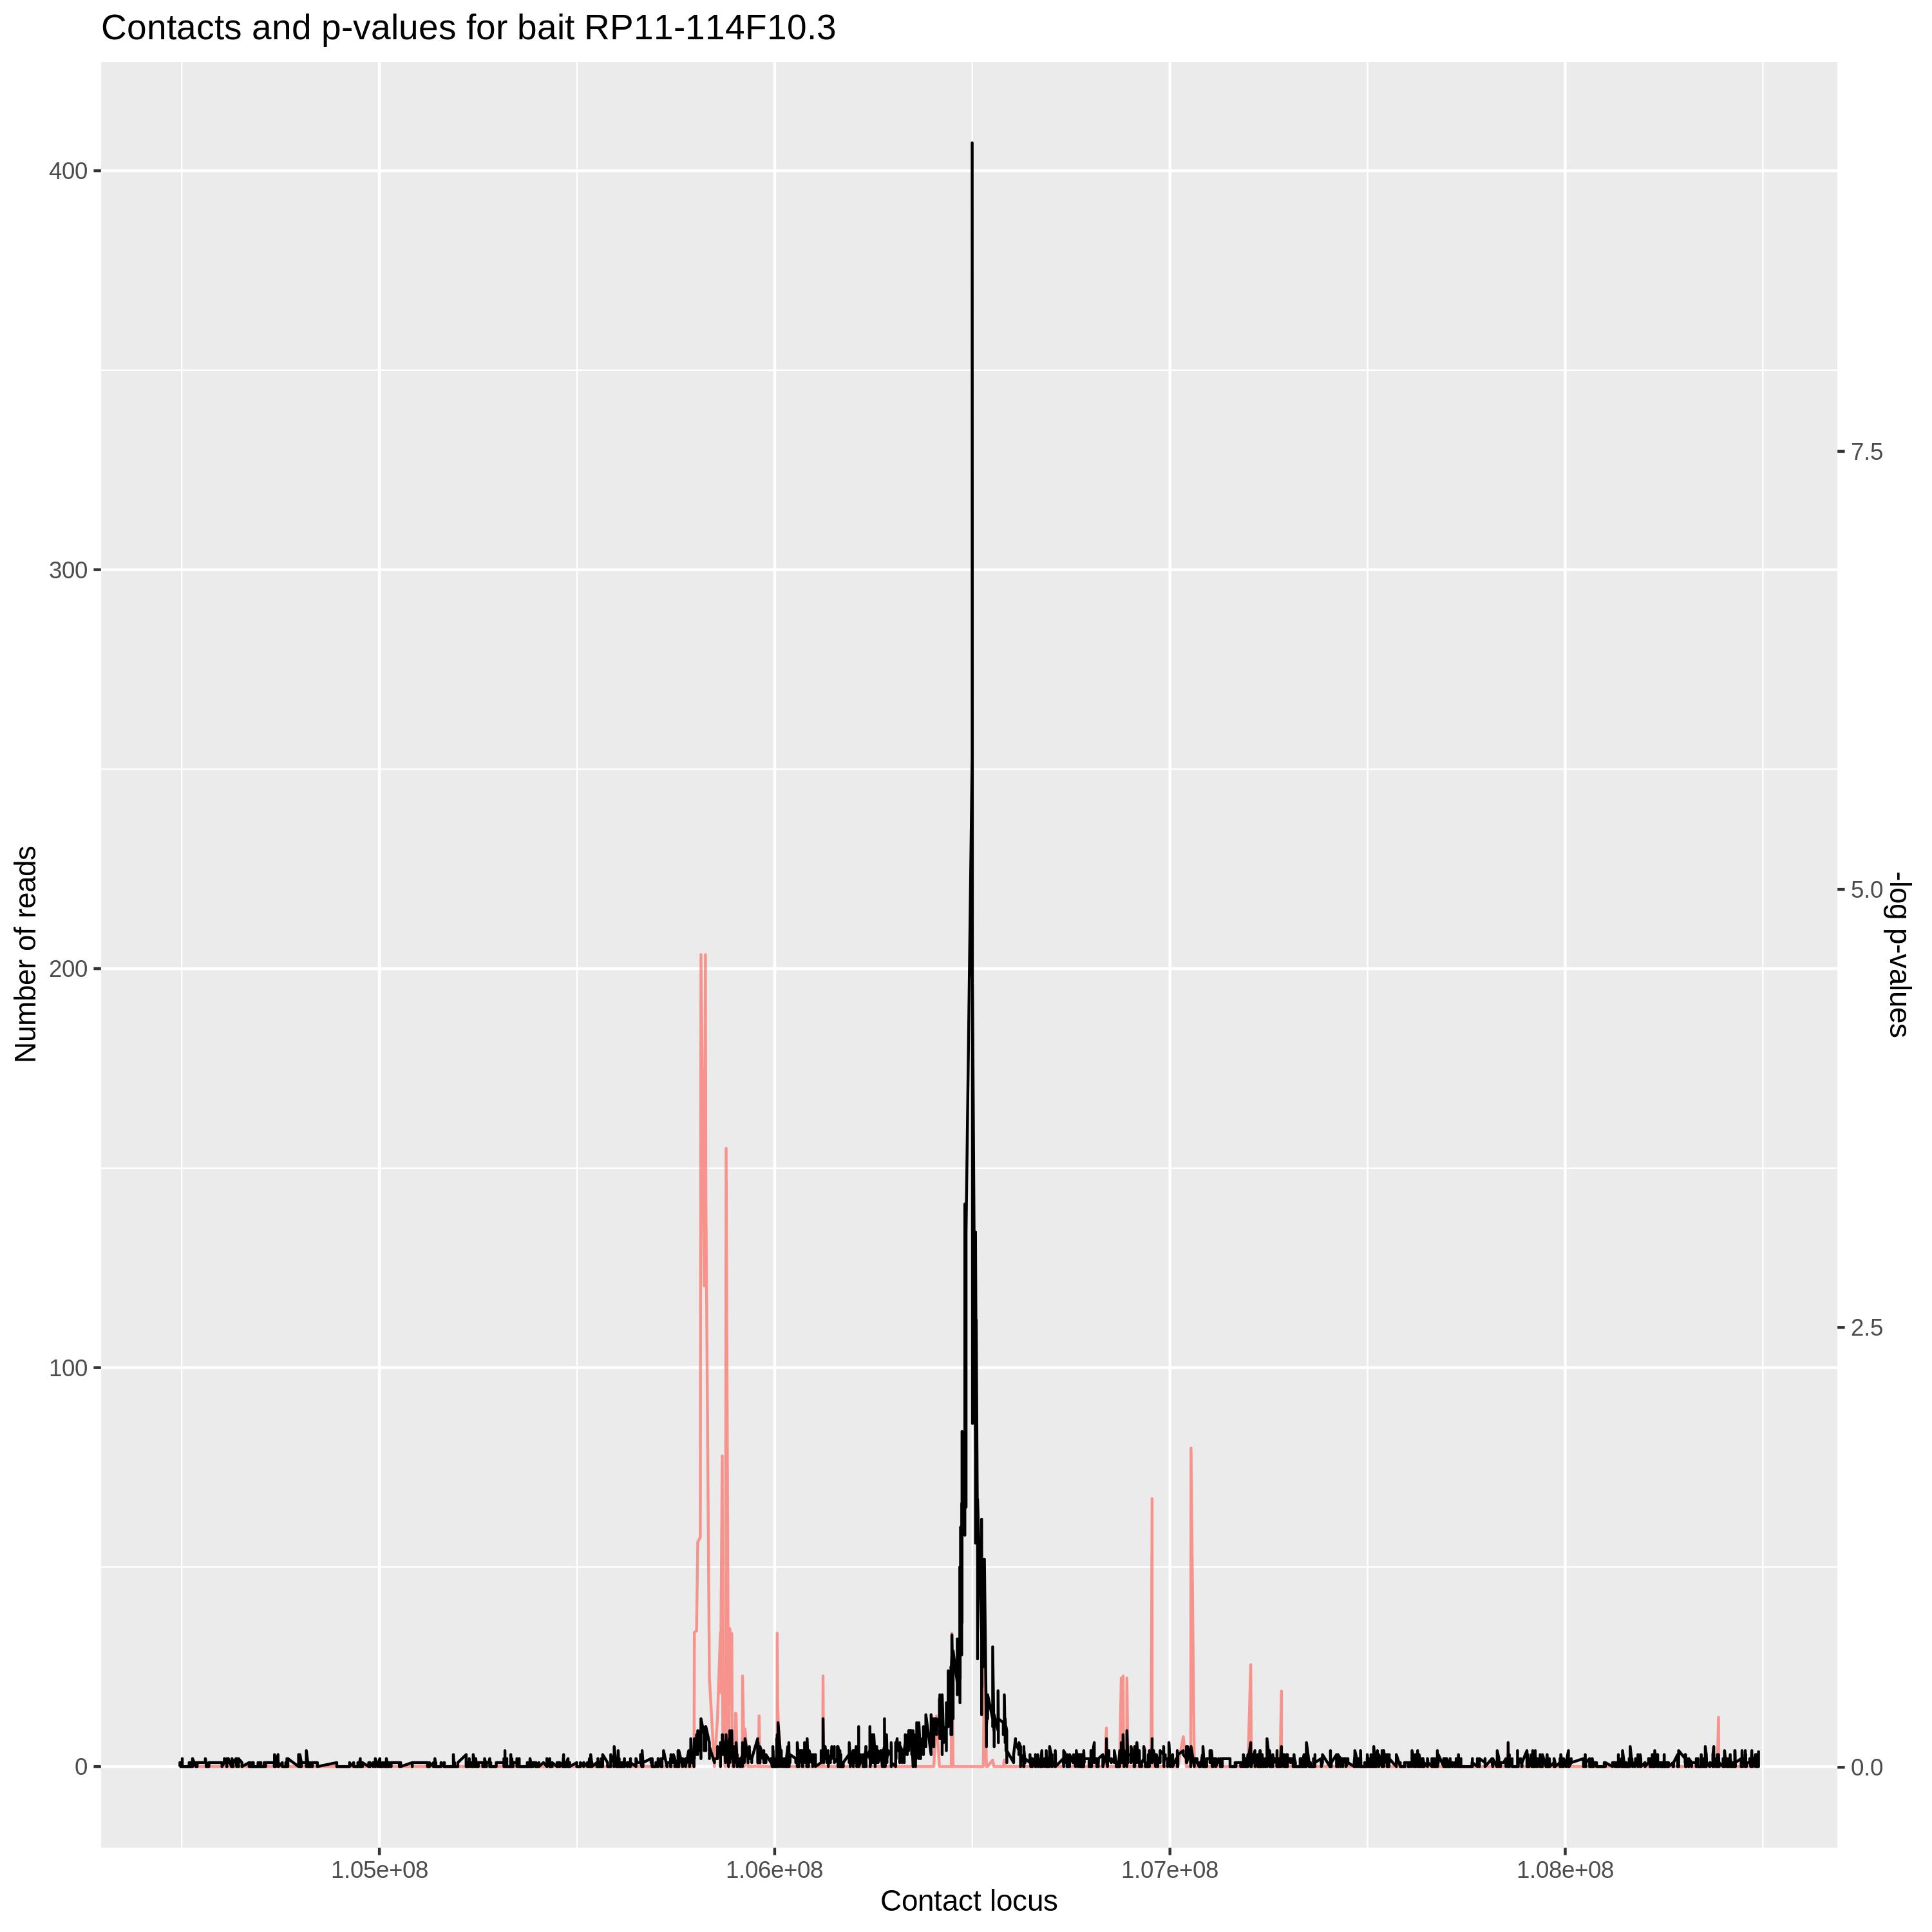 Contacts and p-values for bait RP11-114F10.3
400
300
200
100
0
Number of reads
7.5
5.0
2.5
0.0
-log p-values
1.05e+08
1.06e+08
1.07e+08
1.08e+08
Contact locus